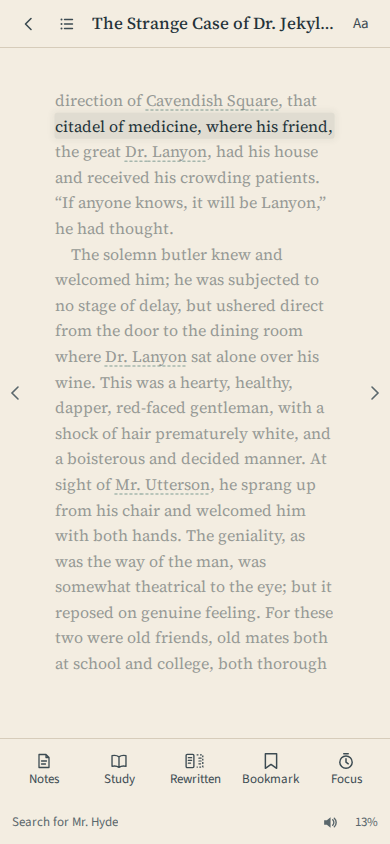 The Strange Case of Dr. Jekyl...
Aa
direction of Cavendish Square, that
citadel of medicine, where his friend,
the great Dr. Lanyon, had his house
and received his crowding patients.
“If anyone knows, it will be Lanyon,”
he had thought.
The solemn butler knew and
welcomed him; he was subjected to
no stage of delay, but ushered direct
from the door to the dining room
where Dr. Lanyon sat alone over his
wine. This was a hearty, healthy,
dapper, red-faced gentleman, with a
shock of hair prematurely white, and
a boisterous and decided manner. At
sight of Mr. Utterson, he sprang up
from his chair and welcomed him
with both hands. The geniality, as
was the way of the man, was
somewhat theatrical to the eye; but it
reposed on genuine feeling. For these
two were old friends, old mates both
at school and college, both thorough
Notes
Study
Rewritten
Bookmark
Focus
Search for Mr. Hyde
13%